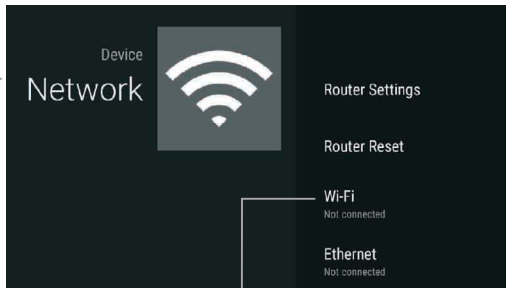 Device
Network
Router Settings
Router Reset
Wi-Fi
Not connected
Ethernet
Not connected